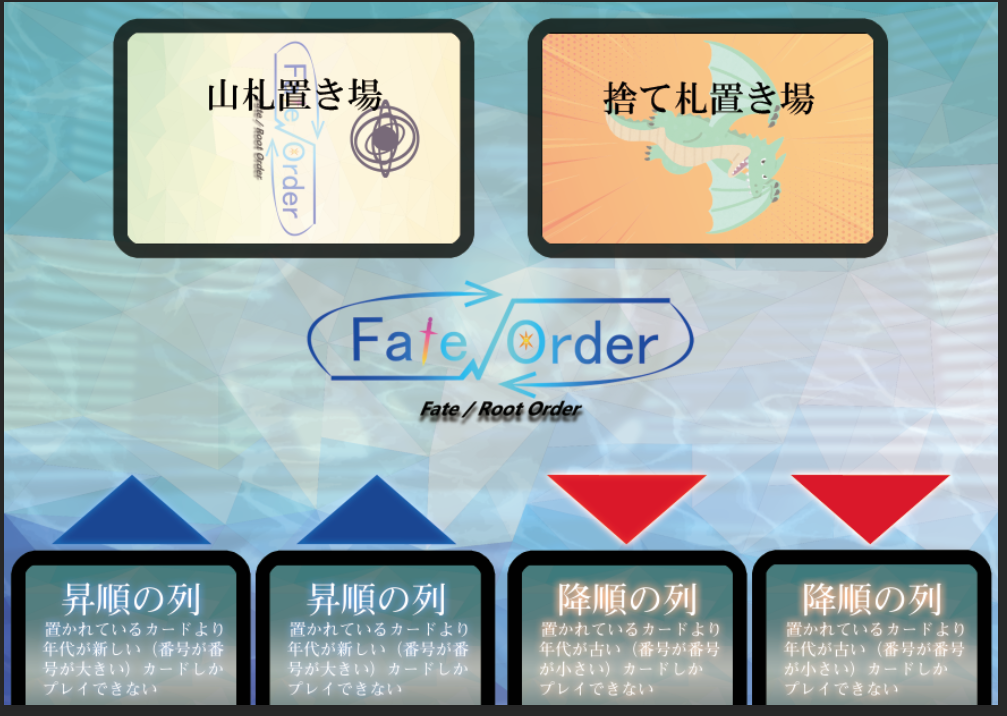 山札置き場
捨て札置き場
Fate/Order
Fate / Root Order
Fate/Order
Fate / Root Order
昇順の列
置かれているカードより
年代が新しい（番号が番
号が大きい）カードしか
プレイできない
昇順の列
置かれているカードより
年代が新しい（番号が番
号が大きい）カードしか
プレイできない
降順の列
置かれているカードより
年代が古い（番号が番号
が小さい）カードしか
プレイできない
降順の列
置かれているカードより
年代が古い（番号が番号
が小さい）カードしか
プレイできない